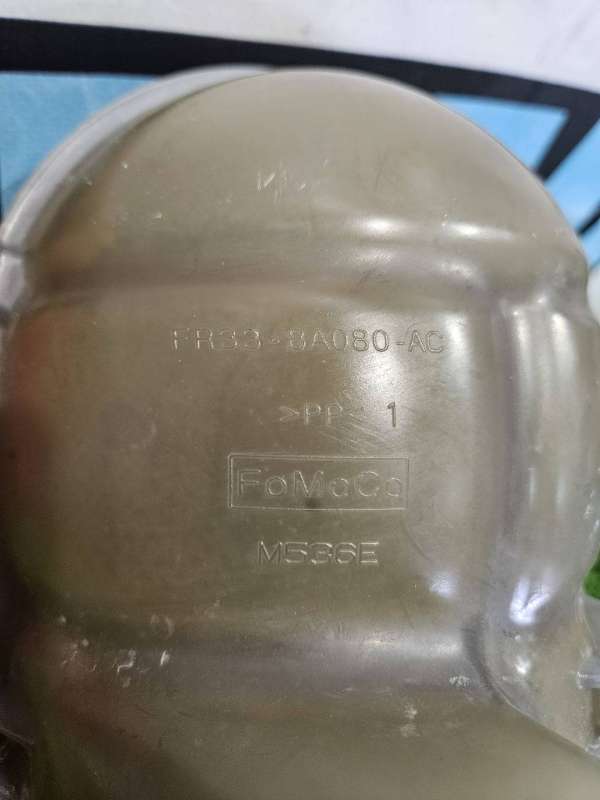 FR33-8A080-AC
>PP< 1
FoMoCo
M536E